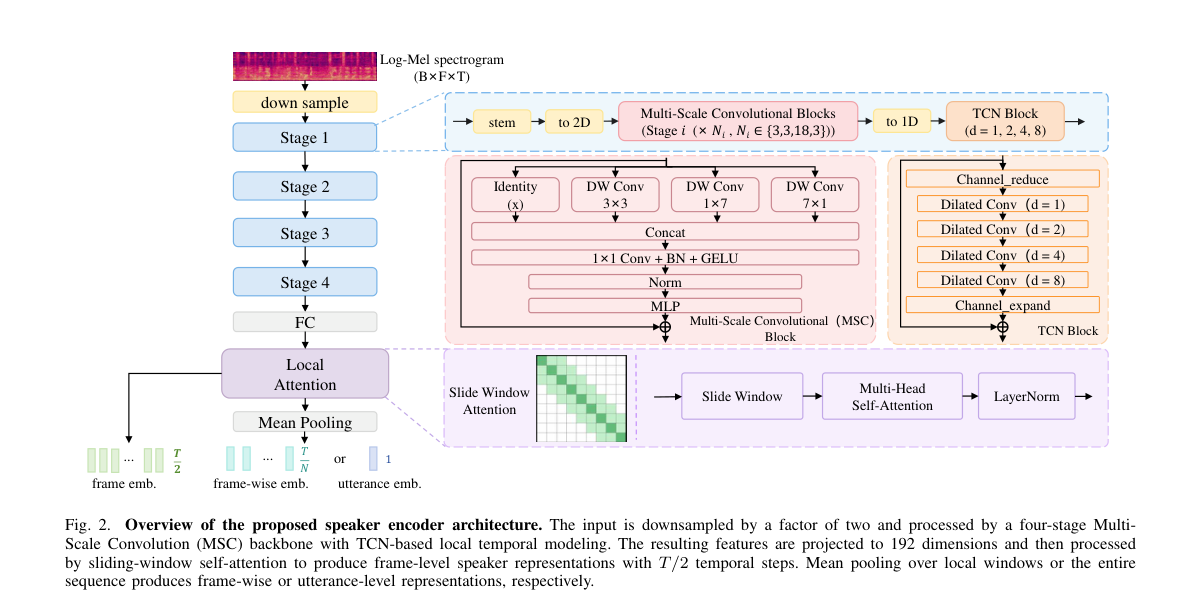 Log-Mel spectrogram
(B×F×T)
down sample
Stage 1
Stage 2
Stage 3
Stage 4
FC
Local
Attention
Mean Pooling
... T/2
frame emb.
... T/N
frame-wise emb.
or
1
utterance emb.
stem
to 2D
Multi-Scale Convolutional Blocks
(Stage i (× N_i , N_i ∈ {3,3,18,3}))
to 1D
TCN Block
(d = 1, 2, 4, 8)
Identity
(x)
DW Conv
3×3
DW Conv
1×7
DW Conv
7×1
Concat
1×1 Conv + BN + GELU
Norm
MLP
Multi-Scale Convolutional (MSC)
Block
Channel_reduce
Dilated Conv (d = 1)
Dilated Conv (d = 2)
Dilated Conv (d = 4)
Dilated Conv (d = 8)
Channel_expand
TCN Block
Slide Window
Attention
Slide Window
Multi-Head
Self-Attention
LayerNorm
Fig. 2. Overview of the proposed speaker encoder architecture. The input is downsampled by a factor of two and processed by a four-stage Multi-
Scale Convolution (MSC) backbone with TCN-based local temporal modeling. The resulting features are projected to 192 dimensions and then processed
by sliding-window self-attention to produce frame-level speaker representations with T/2 temporal steps. Mean pooling over local windows or the entire
sequence produces frame-wise or utterance-level representations, respectively.